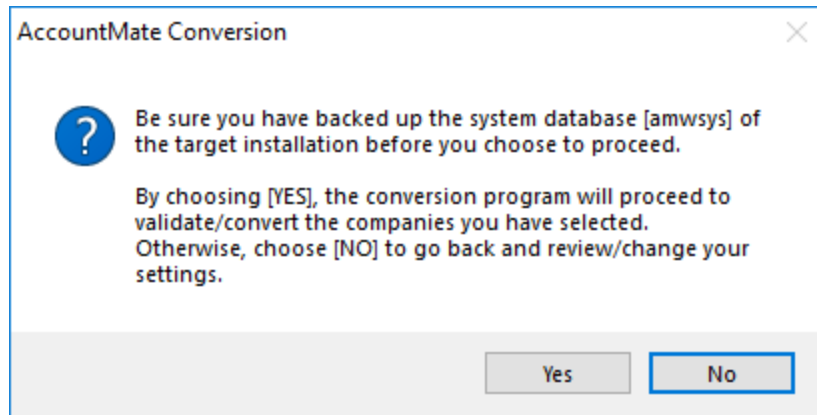 AccountMate Conversion
Be sure you have backed up the system database [amwsys] of
the target installation before you choose to proceed.
By choosing [YES], the conversion program will proceed to
validate/convert the companies you have selected.
Otherwise, choose [NO] to go back and review/change your
settings.
Yes
No